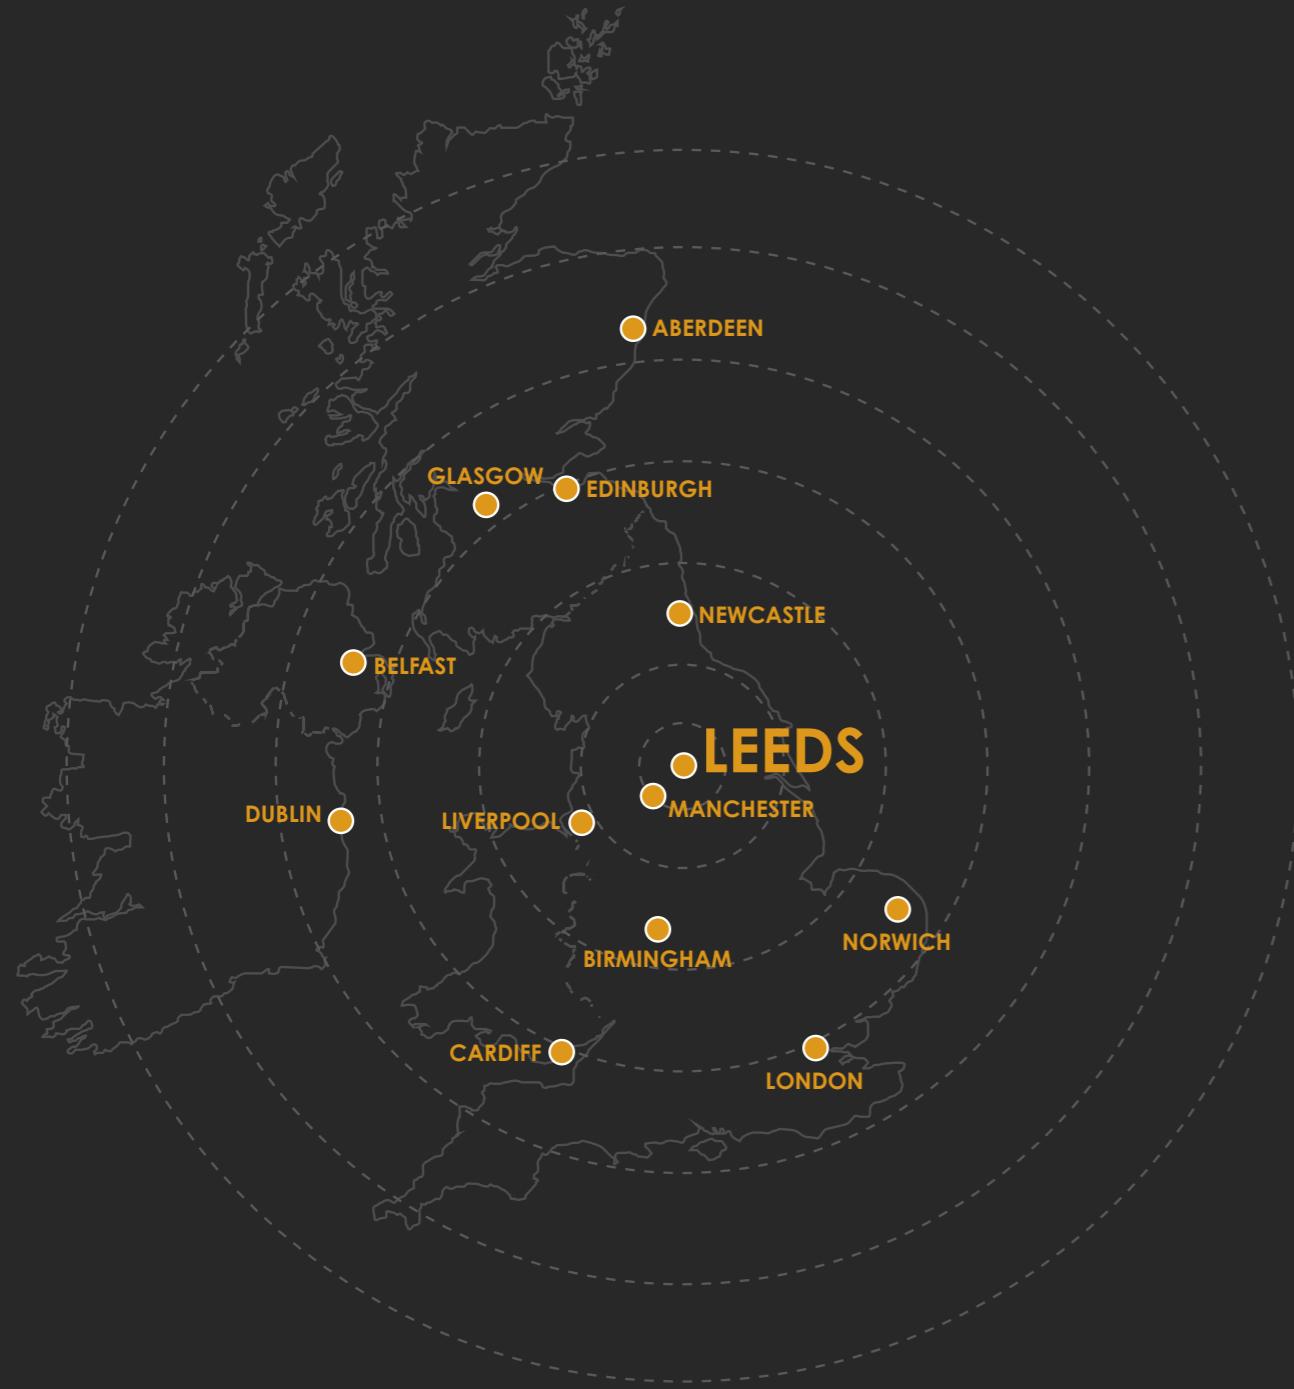 ABERDEEN
GLASGOW
EDINBURGH
NEWCASTLE
BELFAST
LEEDS
MANCHESTER
DUBLIN
LIVERPOOL
NORWICH
BIRMINGHAM
CARDIFF
LONDON